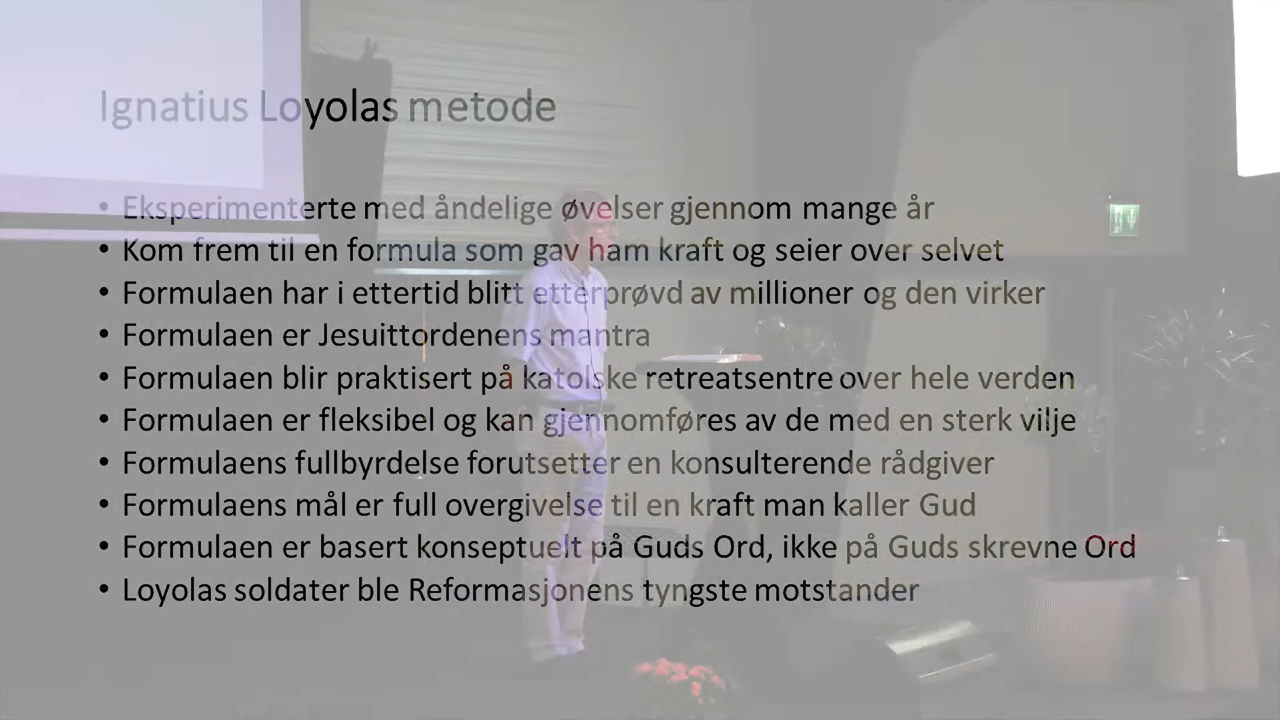 Ignatius Loyolas metode
• Eksperimenterte med åndelige øvelser gjennom mange år
• Kom frem til en formula som gav ham kraft og seier over selvet
• Formulaen har i ettertid blitt etterprøvd av millioner og den virker
• Formulaen er Jesuittordenens mantra
• Formulaen blir praktisert på katolske retreatsentre over hele verden
• Formulaen er fleksibel og kan gjennomføres av de med en sterk vilje
• Formulaens fullbyrdelse forutsetter en konsulterende rådgiver
• Formulaens mål er full overgivelse til en kraft man kaller Gud
• Formulaen er basert konseptuelt på Guds Ord, ikke på Guds skrevne Ord
• Loyolas soldater ble Reformasjonens tyngste motstander